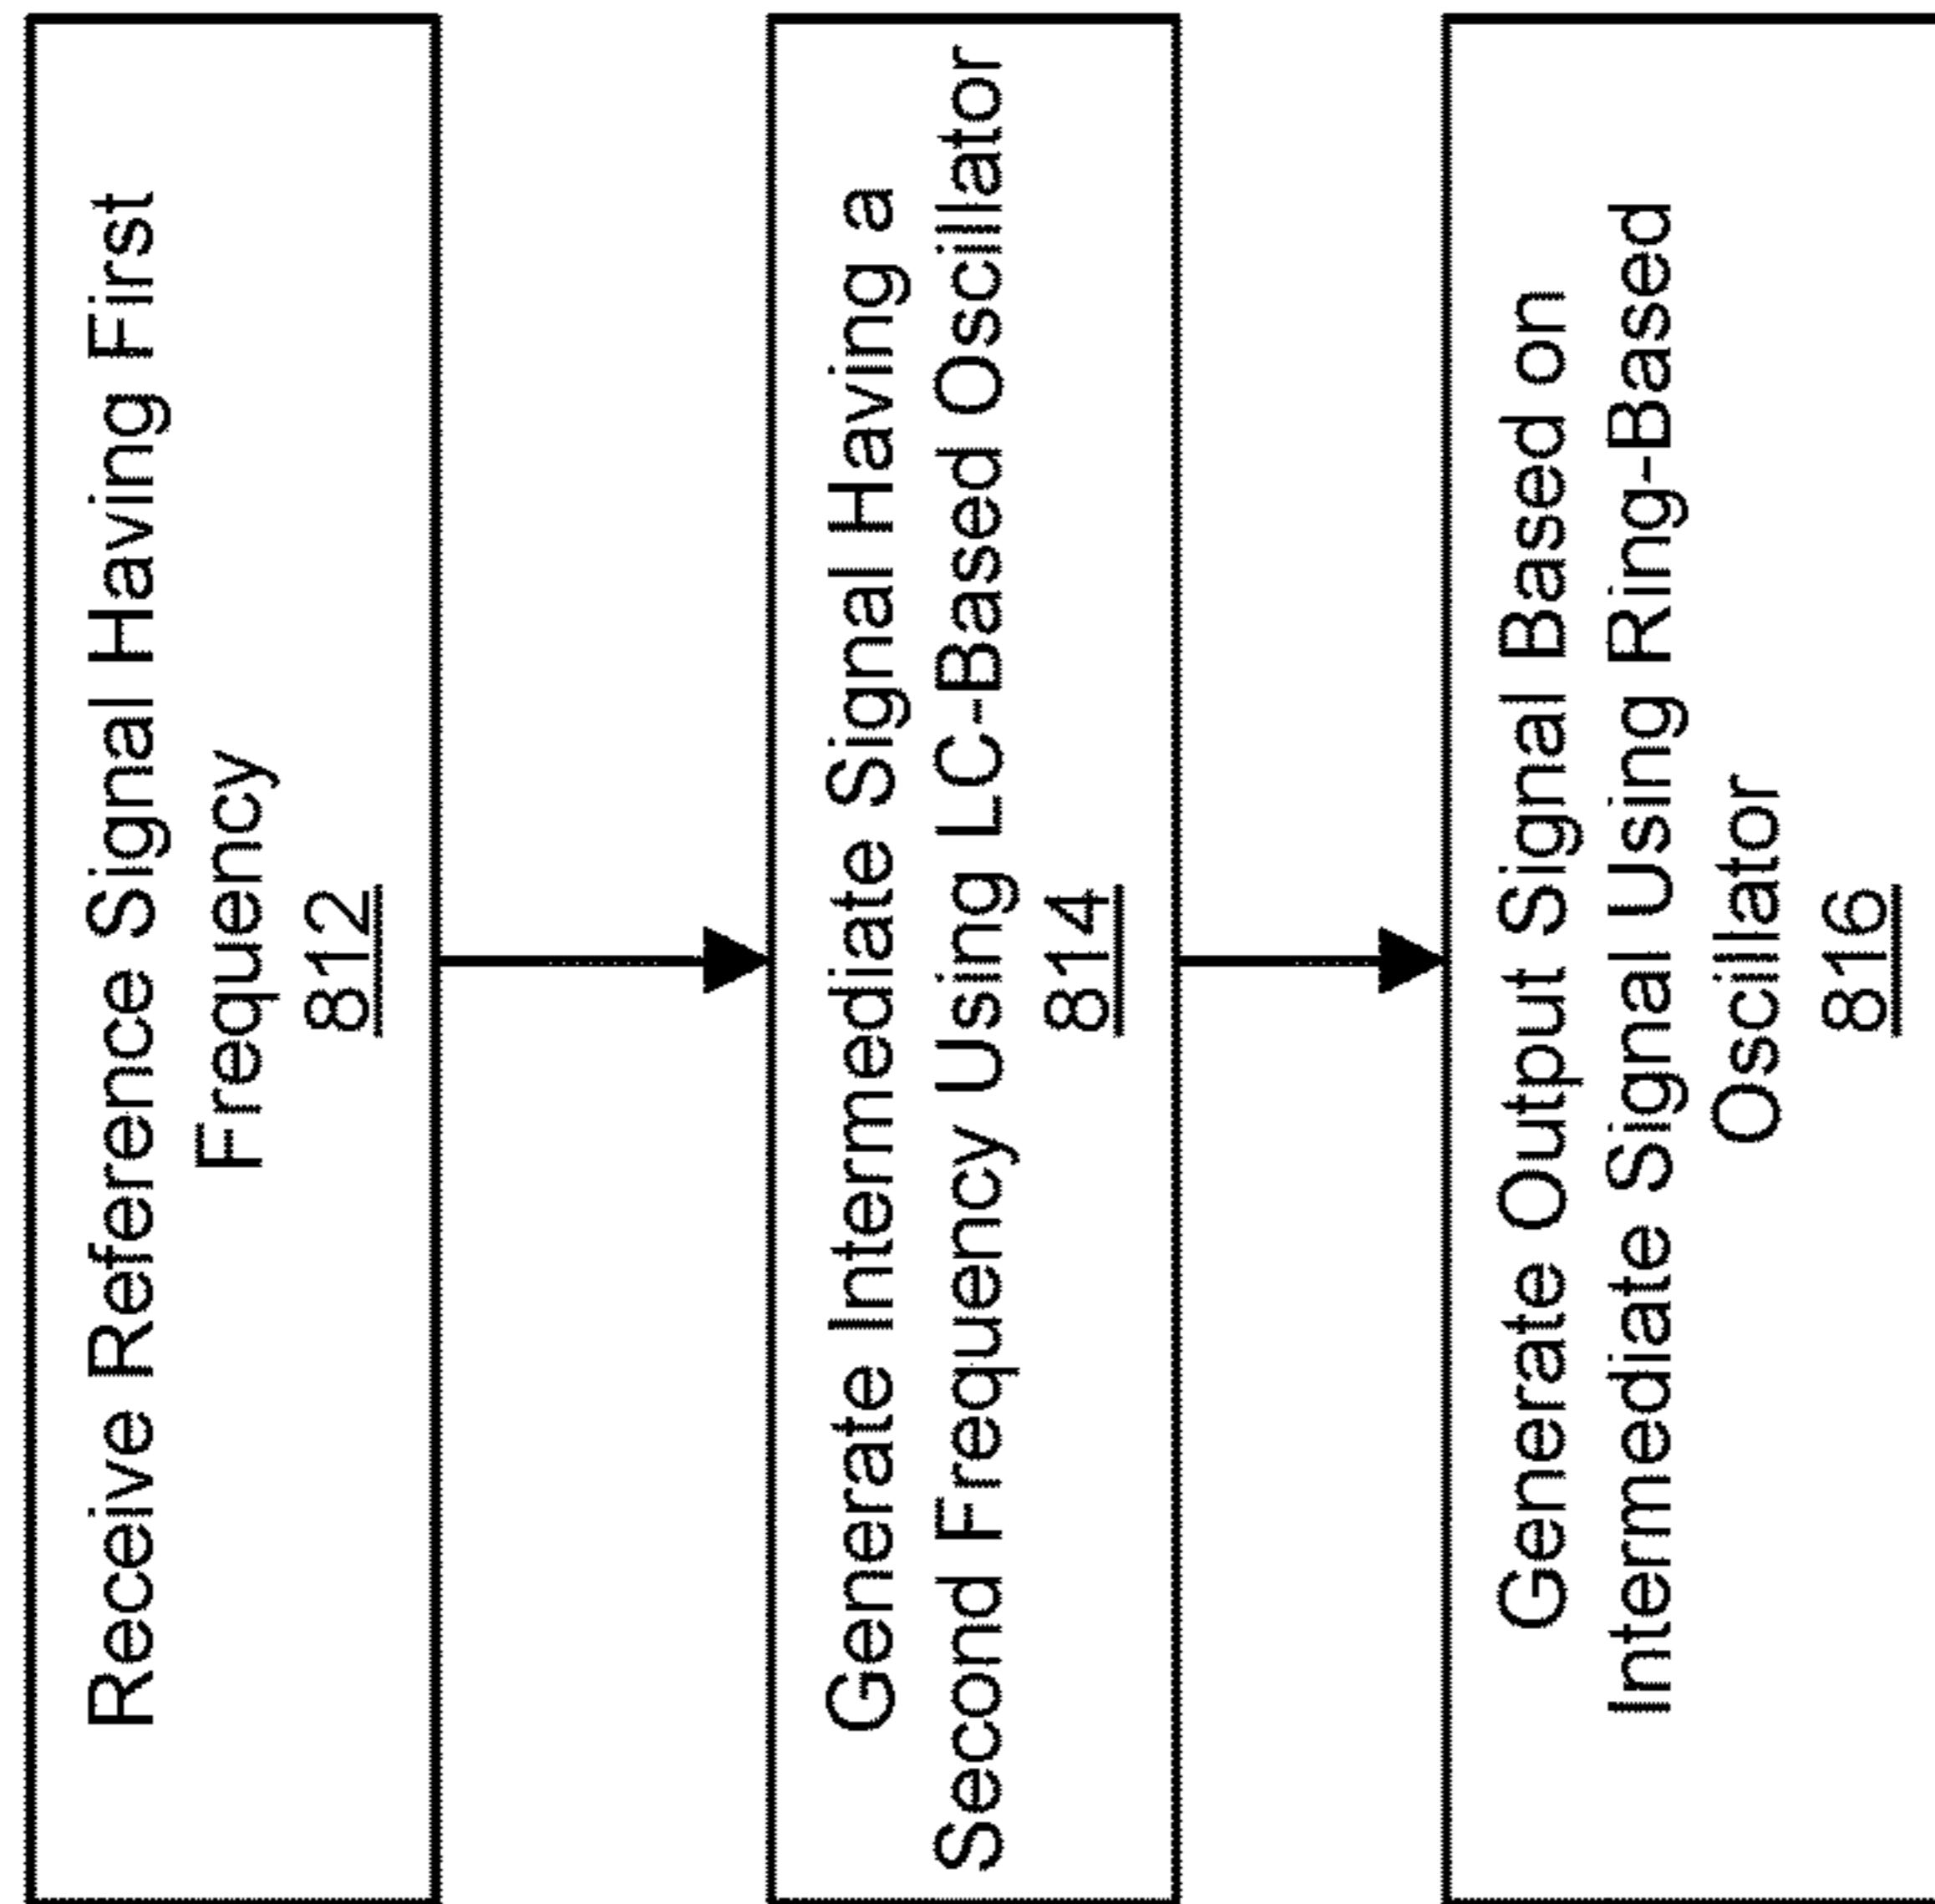 Receive Reference Signal Having First
Frequency
812
Generate Intermediate Signal Having a
Second Frequency Using LC-Based Oscillator
814
Generate Output Signal Based on
Intermediate Signal Using Ring-Based
Oscillator
816